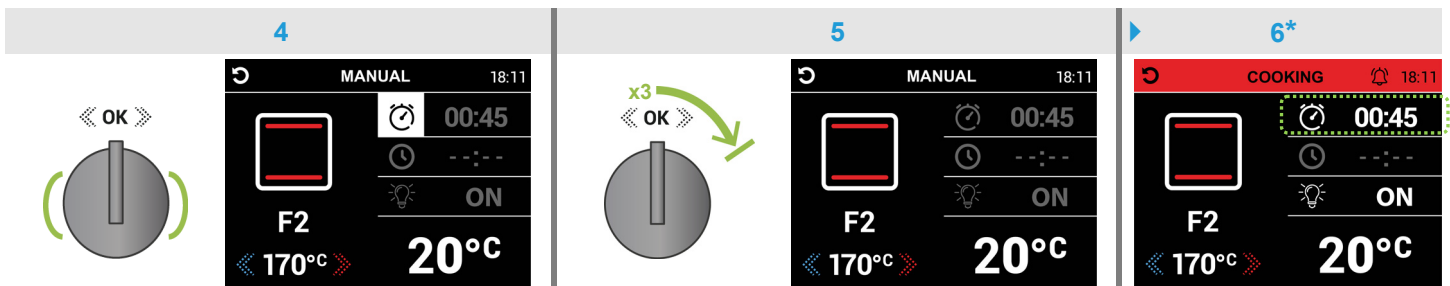 4
5
6*
OK
MANUAL 18:11
00:45
--:--
ON
F2
170°C
20°C
x3
OK
MANUAL 18:11
00:45
--:--
ON
F2
170°C
20°C
COOKING 18:11
00:45
--:--
ON
F2
170°C
20°C